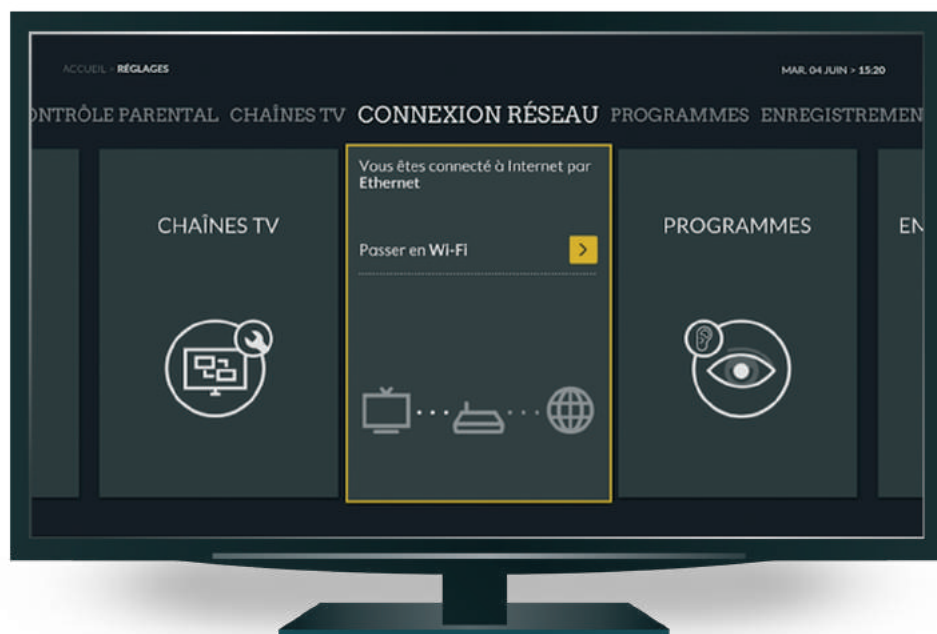 ACCUEIL > RÉGLAGES
MAR. 04 JUIN > 15:20
ONTRÔLE PARENTAL CHAÎNES TV CONNEXION RÉSEAU PROGRAMMES ENREGISTREMEN
Vous êtes connecté à Internet par
Ethernet
CHAÎNES TV
Passer en Wi-Fi
PROGRAMMES
EN